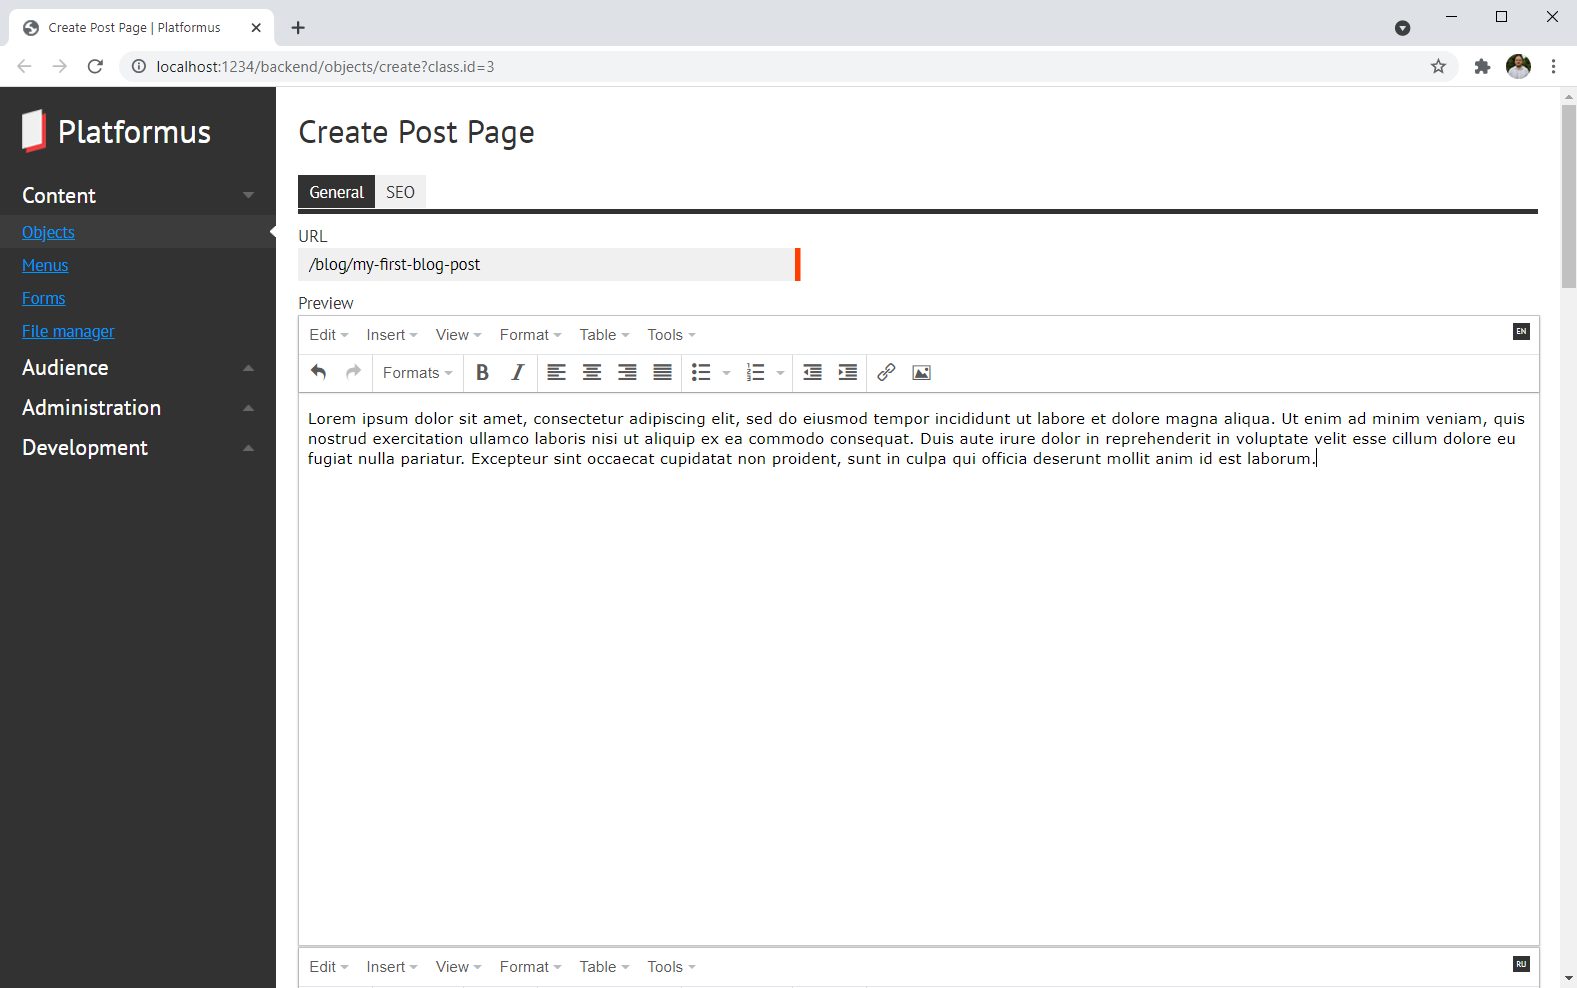 Create Post Page | Platformus
localhost:1234/backend/objects/create?class.id=3
Platformus
Content
Objects
Menus
Forms
File manager
Audience
Administration
Development
Create Post Page
General SEO
URL
/blog/my-first-blog-post
Preview
Edit Insert View Format Table Tools EN
Formats B I
Lorem ipsum dolor sit amet, consectetur adipiscing elit, sed do eiusmod tempor incididunt ut labore et dolore magna aliqua. Ut enim ad minim veniam, quis
nostrud exercitation ullamco laboris nisi ut aliquip ex ea commodo consequat. Duis aute irure dolor in reprehenderit in voluptate velit esse cillum dolore eu
fugiat nulla pariatur. Excepteur sint occaecat cupidatat non proident, sunt in culpa qui officia deserunt mollit anim id est laborum.
Edit Insert View Format Table Tools RU